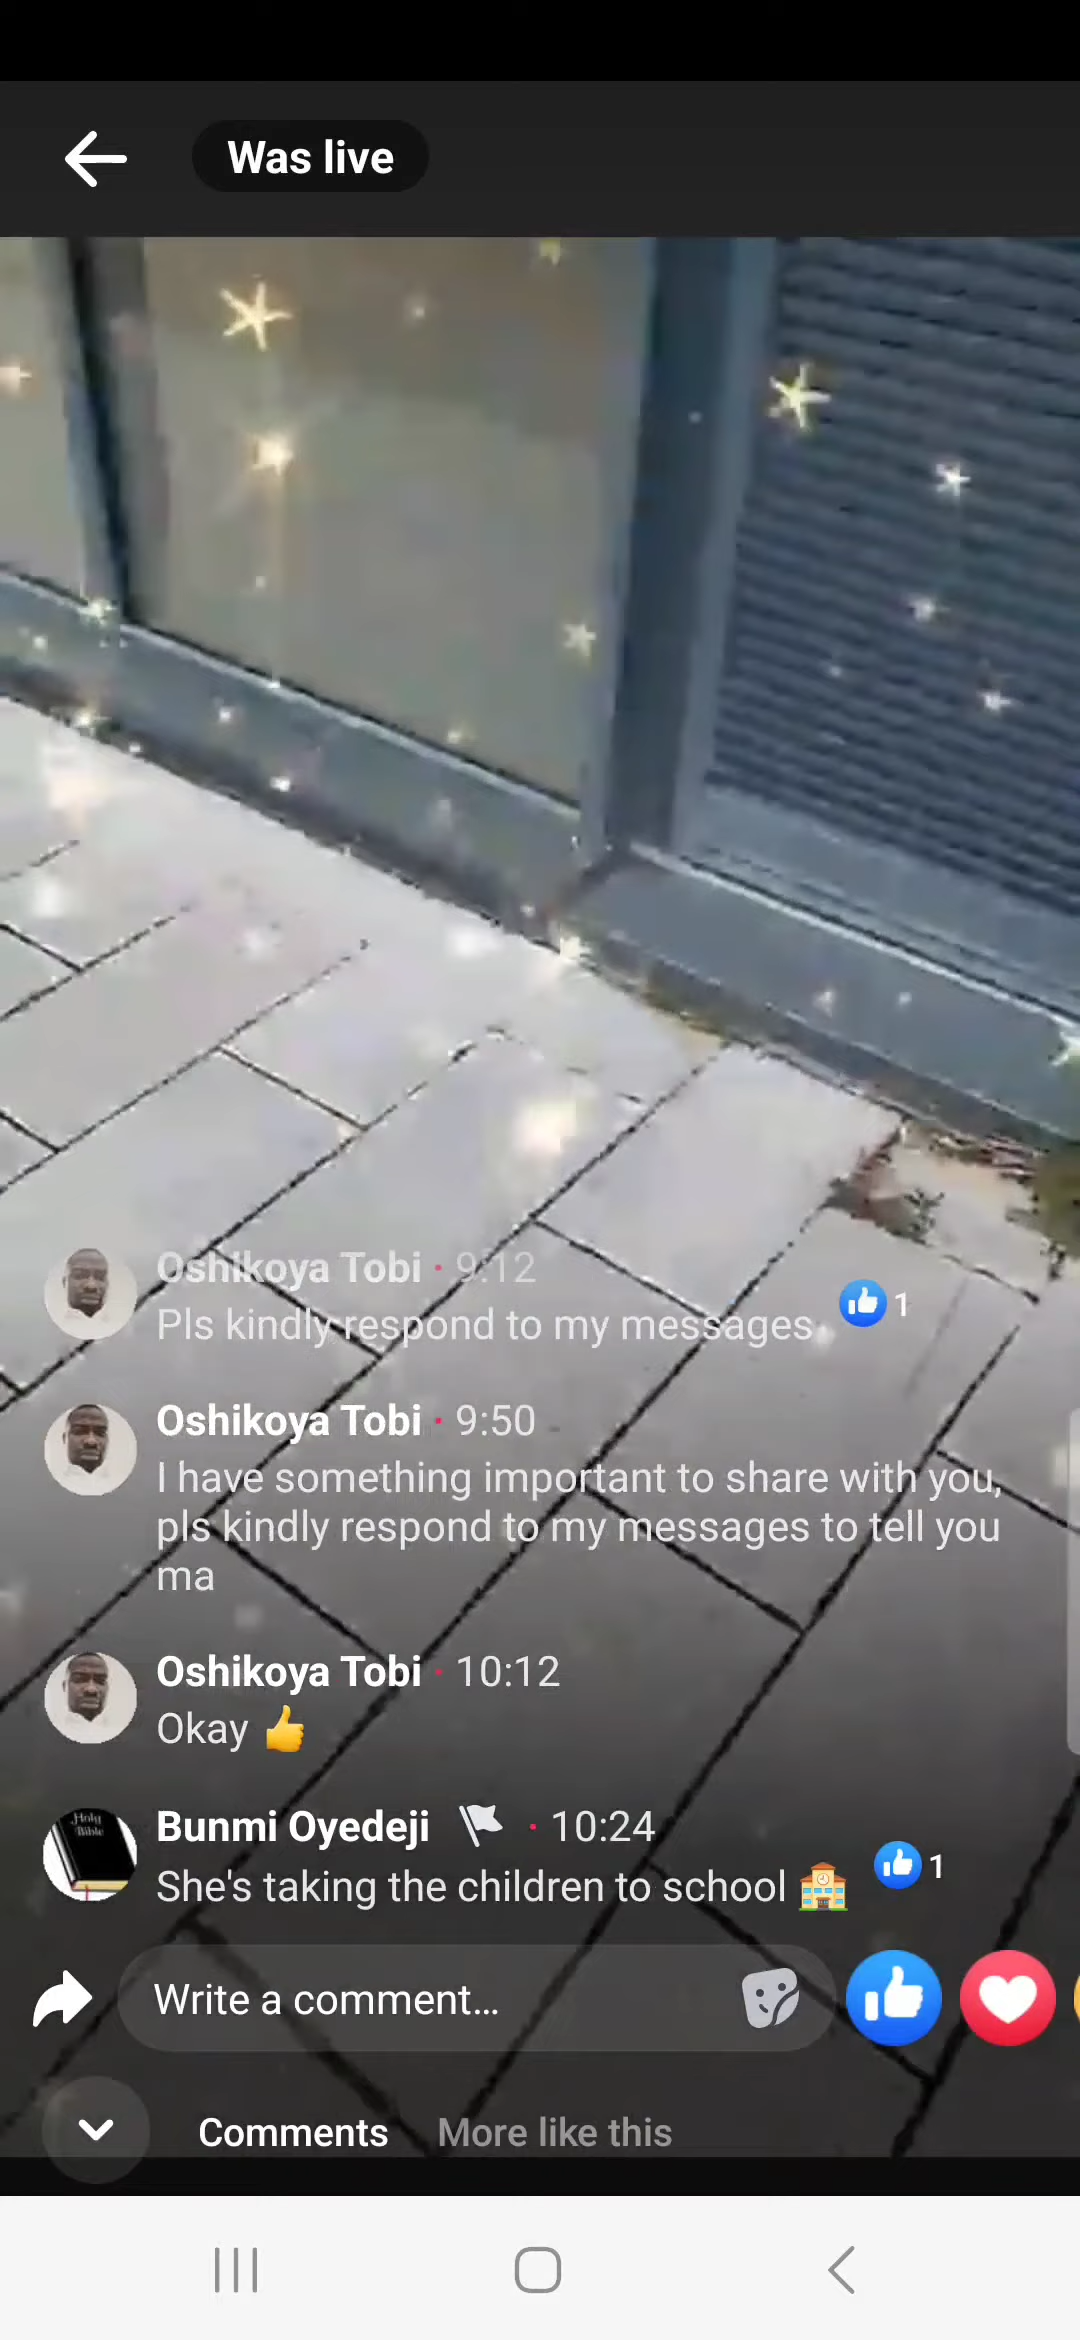 Was live
Oshikoya Tobi · 9:12
Pls kindly respond to my messages.
1
Oshikoya Tobi · 9:50
I have something important to share with you,
pls kindly respond to my messages to tell you
ma
Oshikoya Tobi · 10:12
Okay 👍
Holy
Bible
Bunmi Oyedeji · 10:24
She's taking the children to school 🏫
1
Write a comment...
Comments More like this